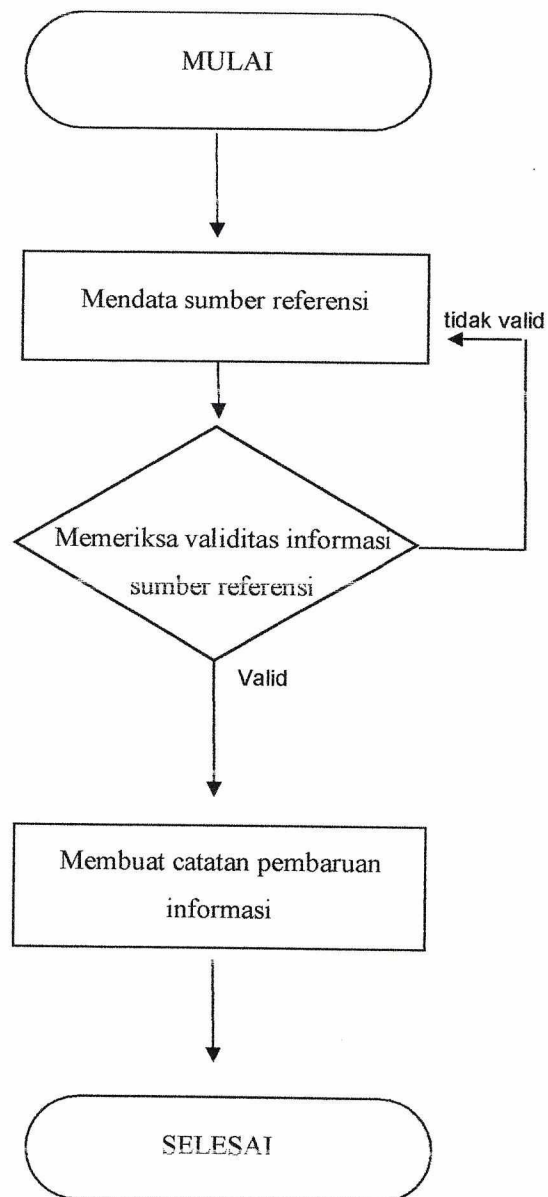 MULAI
Mendata sumber referensi
tidak valid
Memeriksa validitas informasi
sumber referensi
Valid
Membuat catatan pembaruan
informasi
SELESAI